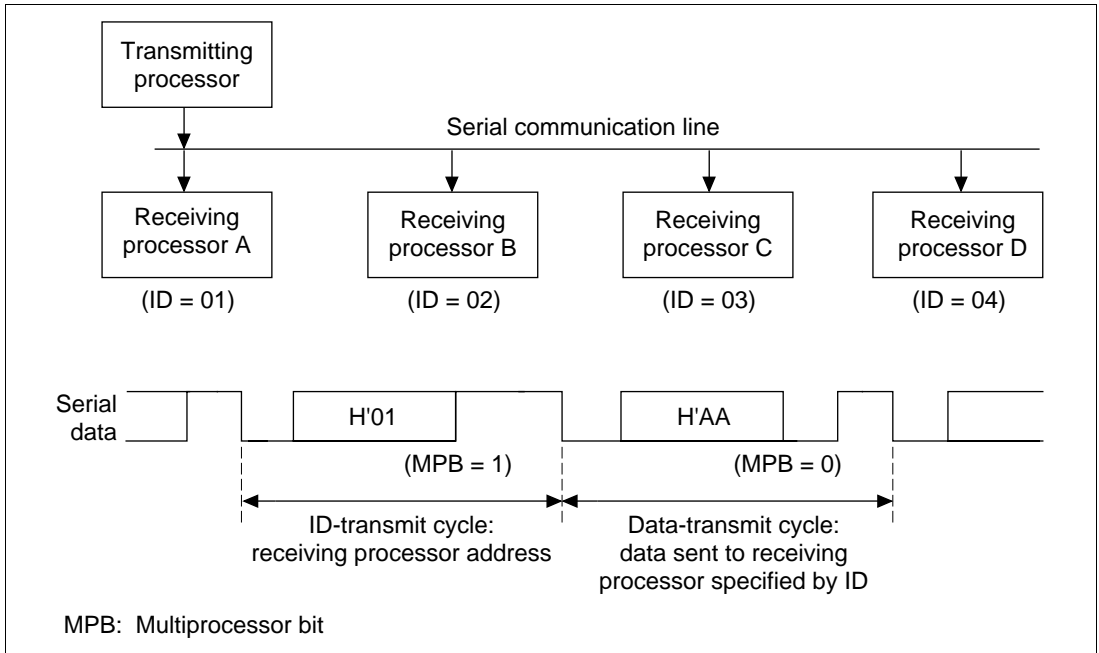 Transmitting
processor
Serial communication line
Receiving
processor A
Receiving
processor B
Receiving
processor C
Receiving
processor D
(ID = 01)
(ID = 02)
(ID = 03)
(ID = 04)
Serial
data
H'01
H'AA
(MPB = 1)
(MPB = 0)
ID-transmit cycle:
receiving processor address
Data-transmit cycle:
data sent to receiving
processor specified by ID
MPB: Multiprocessor bit